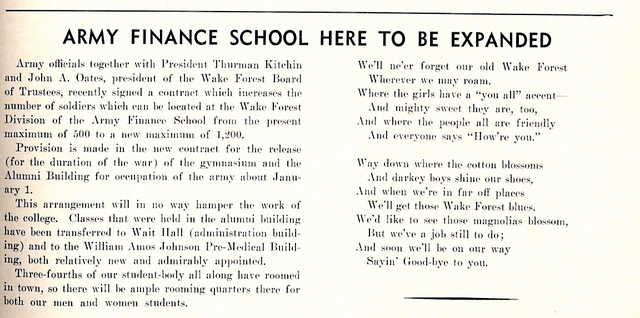 ARMY FINANCE SCHOOL HERE TO BE EXPANDED
Army officials together with President Thurman Kitchin
and John A. Oates, president of the Wake Forest Board
of Trustees, recently signed a contract which increases the
number of soldiers which can be located at the Wake Forest
Division of the Army Finance School from the present
maximum of 500 to a new maximum of 1,200.
Provision is made in the new contract for the release
(for the duration of the war) of the gymnasium and the
Alumni Building for occupation of the army about Janu-
ary 1.
This arrangement will in no way hamper the work of
the college. Classes that were held in the alumni building
have been transferred to Wait Hall (administration build-
ing) and to the William Amos Johnson Pre-Medical Build-
ing, both relatively new and admirably appointed.
Three-fourths of our student-body all along have roomed
in town, so there will be ample rooming quarters there for
both our men and women students.
We'll ne'er forget our old Wake Forest
Wherever we may roam.
Where the girls have a "you all" accent—
And mighty sweet they are, too,
And where the people all are friendly
And everyone says "How're you."
Way down where the cotton blossoms
And darkey boys shine our shoes,
And when we're in far off places
We'll get those Wake Forest blues.
We'd like to see those magnolias blossom,
But we've a job still to do;
And soon we'll be on our way
Sayin' Good-bye to you.